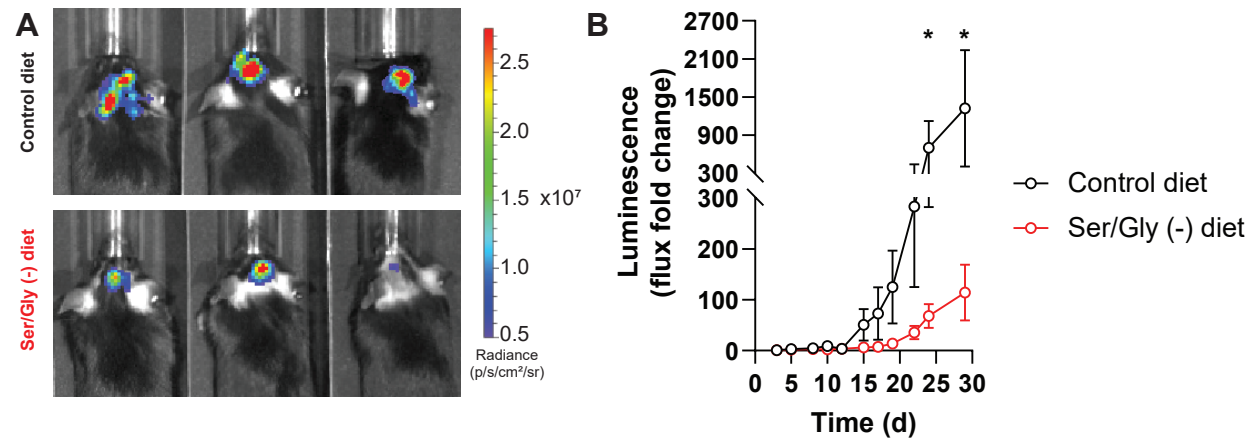 A
Control diet
Ser/Gly (-) diet
2.5
2.0
1.5
x10⁷
1.0
0.5
Radiance
(p/s/cm²/sr)
B
Luminescence
(flux fold change)
2700
2100
1500
900
300
300
200
100
0
* *
0 5 10 15 20 25 30
Time (d)
Control diet
Ser/Gly (-) diet